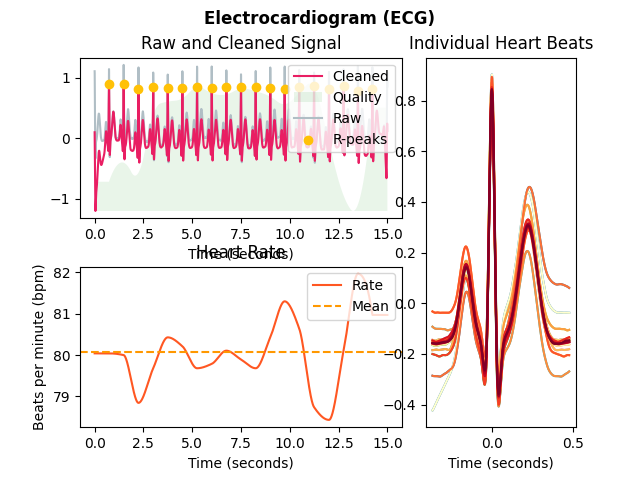 Electrocardiogram (ECG)
Raw and Cleaned Signal
Individual Heart Beats
Cleaned
Quality
Raw
R-peaks
1
0
−1
0.0 2.5 5.0 7.5 10.0 12.5 15.0
Time (seconds)
Heart Rate
Rate
Mean
Beats per minute (bpm)
82
81
80
79
0.0 2.5 5.0 7.5 10.0 12.5 15.0
Time (seconds)
0.8
0.6
0.4
0.2
0.0
−0.2
−0.4
0.0 0.5
Time (seconds)